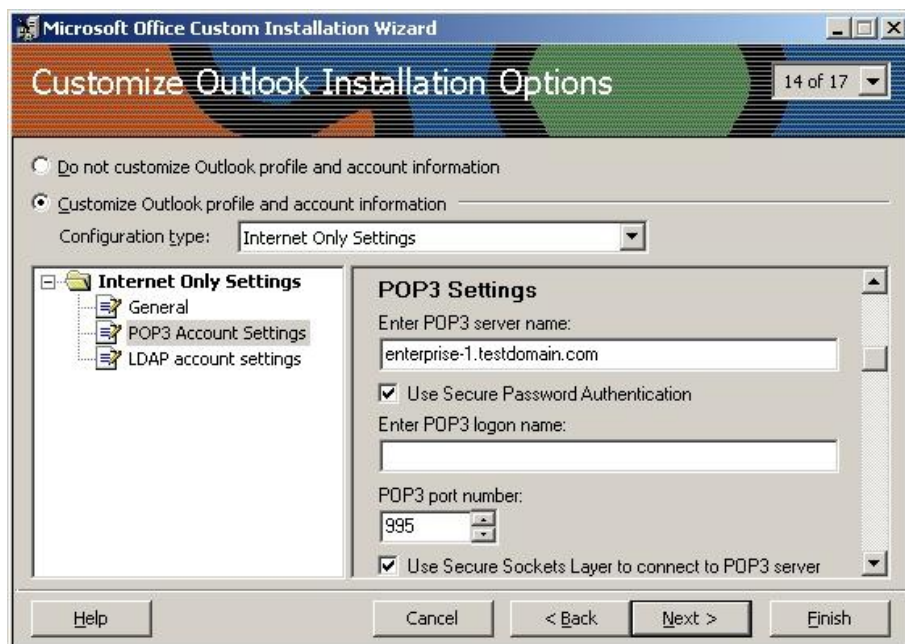 Microsoft Office Custom Installation Wizard
Customize Outlook Installation Options
14 of 17
Do not customize Outlook profile and account information
Customize Outlook profile and account information
Configuration type:
Internet Only Settings
Internet Only Settings
General
POP3 Account Settings
LDAP account settings
POP3 Settings
Enter POP3 server name:
enterprise-1.testdomain.com
Use Secure Password Authentication
Enter POP3 logon name:
POP3 port number:
995
Use Secure Sockets Layer to connect to POP3 server
Help
Cancel
< Back
Next >
Finish